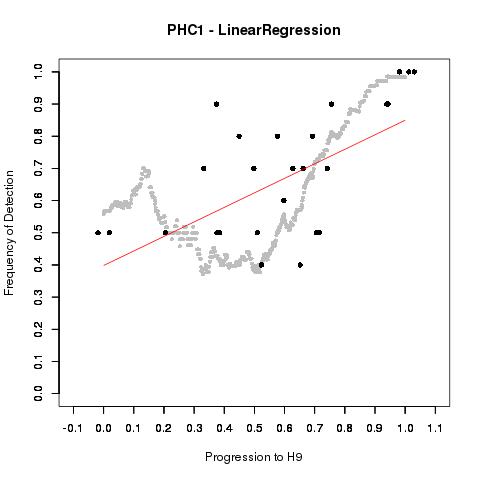 PHC1 - LinearRegression
Frequency of Detection
1.0
0.9
0.8
0.7
0.6
0.5
0.4
0.3
0.2
0.1
0.0
-0.1 0.0 0.1 0.2 0.3 0.4 0.5 0.6 0.7 0.8 0.9 1.0 1.1
Progression to H9